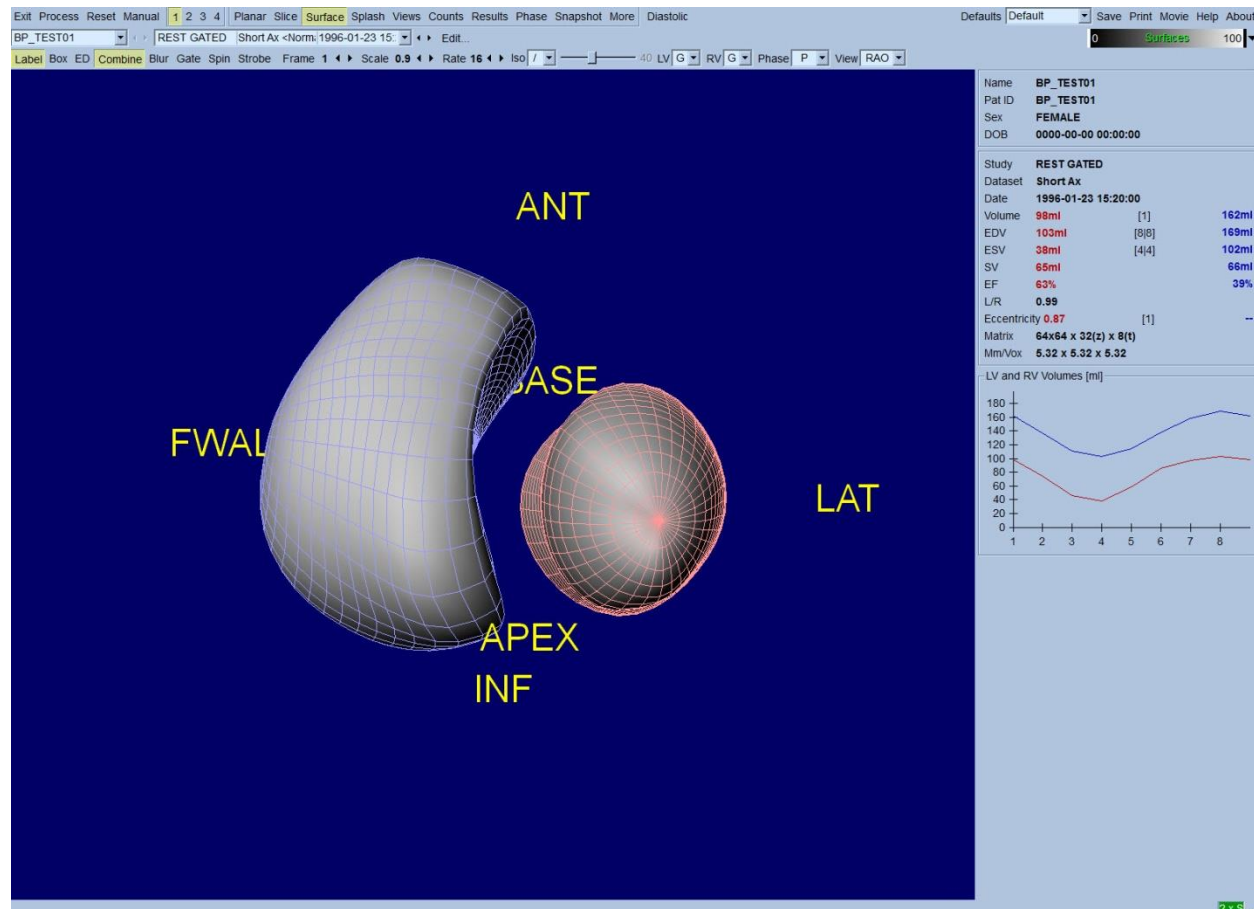 Exit Process Reset Manual 1 2 3 4 Planar Slice Surface Splash Views Counts Results Phase Snapshot More Diastolic Defaults Default Save Print Movie Help About
BP_TEST01 REST GATED Short Ax <Norm 1996-01-23 15: Edit... 0 Surfaces 100
Label Box ED Combine Blur Gate Spin Strobe Frame 1 Scale 0.9 Rate 16 Iso / 40 LV G RV G Phase P View RAO
Name BP_TEST01
Pat ID BP_TEST01
Sex FEMALE
DOB 0000-00-00 00:00:00
Study REST GATED
Dataset Short Ax
Date 1996-01-23 15:20:00
Volume 98ml [1] 162ml
EDV 103ml [8|8] 169ml
ESV 38ml [4|4] 102ml
SV 65ml 66ml
EF 63% 39%
L/R 0.99
Eccentricity 0.87 [1] --
Matrix 64x64 x 32(z) x 8(t)
Mm/Vox 5.32 x 5.32 x 5.32
LV and RV Volumes [ml]
180
160
140
120
100
80
60
40
20
0
1 2 3 4 5 6 7 8
ANT
BASE
FWAL
LAT
APEX
INF